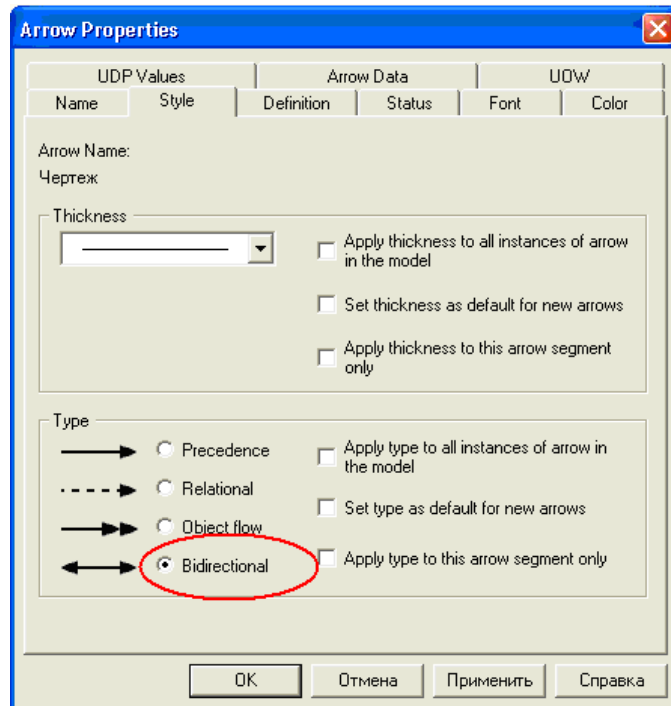 Arrow Properties
UDP Values
Arrow Data
UOW
Name
Style
Definition
Status
Font
Color
Arrow Name:
Чертеж
Thickness
Apply thickness to all instances of arrow
in the model
Set thickness as default for new arrows
Apply thickness to this arrow segment
only
Type
Precedence
Relational
Object flow
Bidirectional
Apply type to all instances of arrow in
the model
Set type as default for new arrows
Apply type to this arrow segment only
OK
Отмена
Применить
Справка